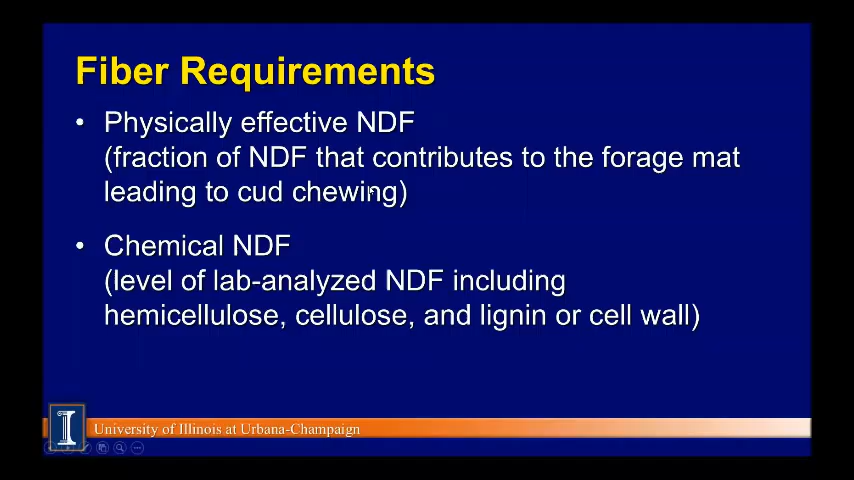 Fiber Requirements
• Physically effective NDF
(fraction of NDF that contributes to the forage mat
leading to cud chewing)
• Chemical NDF
(level of lab-analyzed NDF including
hemicellulose, cellulose, and lignin or cell wall)
I
University of Illinois at Urbana-Champaign